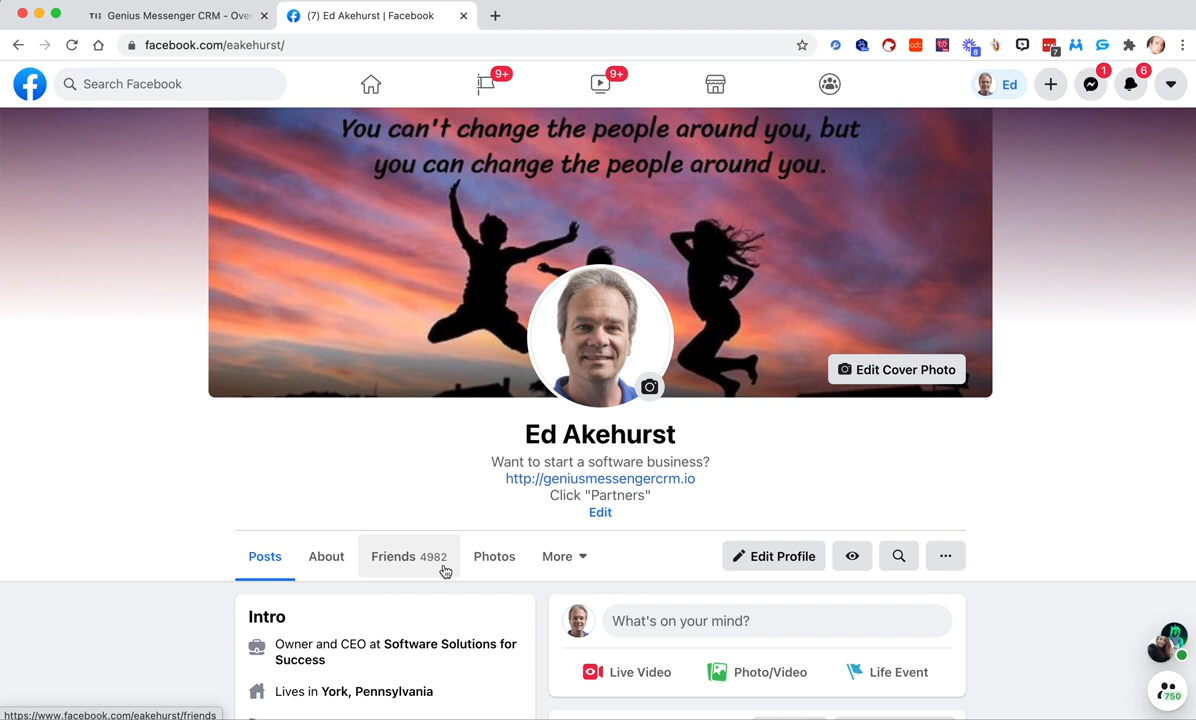 Genius Messenger CRM - Over
(7) Ed Akehurst | Facebook
facebook.com/eakehurst/
8
7
Search Facebook
9+
9+
Ed
1
6
You can't change the people around you, but
you can change the people around you.
Edit Cover Photo
Ed Akehurst
Want to start a software business?
http://geniusmessengercrm.io
Click "Partners"
Edit
Posts
About
Friends 4982
Photos
More
Edit Profile
Intro
Owner and CEO at Software Solutions for
Success
Lives in York, Pennsylvania
What's on your mind?
Live Video
Photo/Video
Life Event
750
https://www.facebook.com/eakehurst/friends